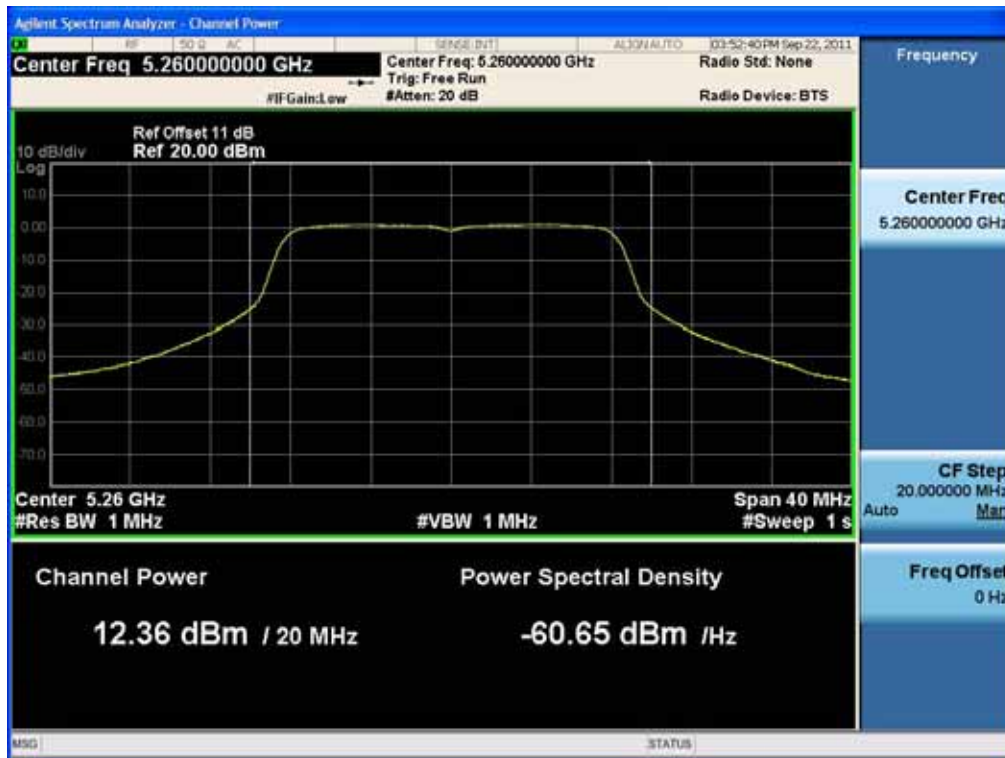 Agilent Spectrum Analyzer - Channel Power
RF 50 Ω AC SENSE:INT ALIGN AUTO 03:52:40 PM Sep 22, 2011
Center Freq 5.260000000 GHz
Center Freq: 5.260000000 GHz
Radio Std: None
Trig: Free Run
#IFGain:Low
#Atten: 20 dB
Radio Device: BTS
Ref Offset 11 dB
10 dB/div Ref 20.00 dBm
Log
10.0
0.00
-10.0
-20.0
-30.0
-40.0
-50.0
-60.0
-70.0
Center 5.26 GHz
Span 40 MHz
#Res BW 1 MHz
#VBW 1 MHz
#Sweep 1 s
Channel Power
Power Spectral Density
12.36 dBm / 20 MHz
-60.65 dBm /Hz
MSG
STATUS
Frequency
Center Freq
5.260000000 GHz
CF Step
20.000000 MHz
Auto Man
Freq Offset
0 Hz